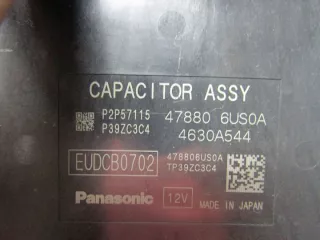 CAPACITOR ASSY
P2P57115 47880 6US0A
P39ZC3C4 4630A544
EUDCB0702 478806US0A
TP39ZC3C4
Panasonic 12V MADE IN JAPAN